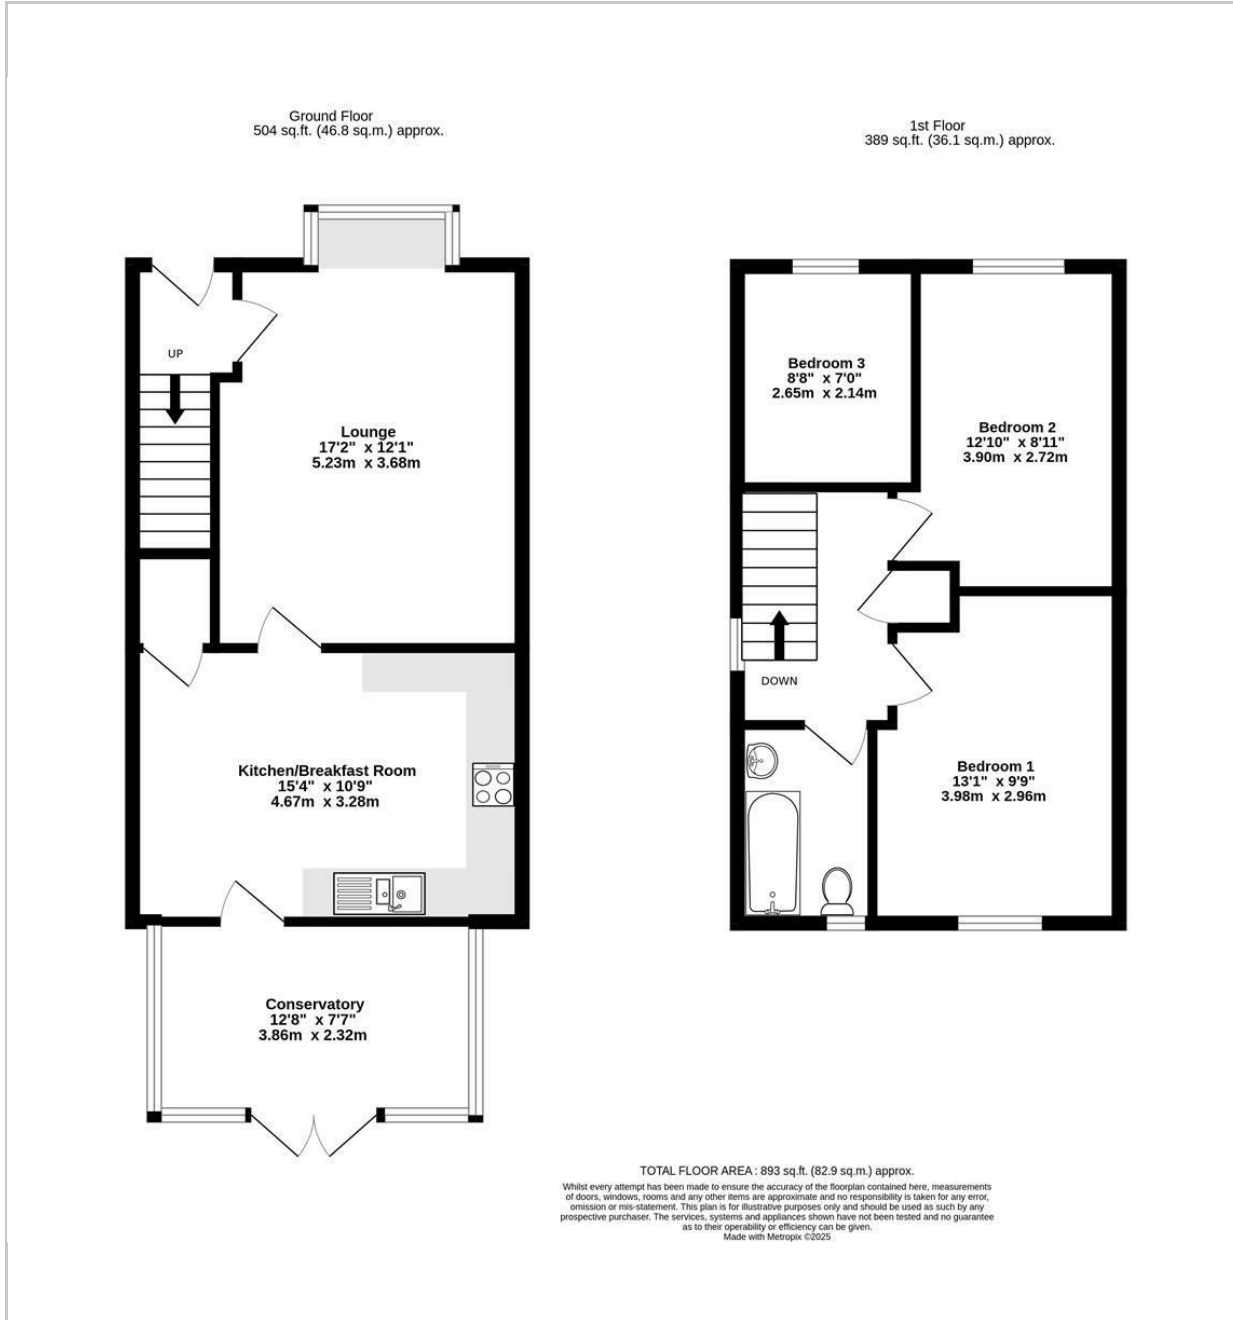 Ground Floor
504 sq.ft. (46.8 sq.m.) approx.
1st Floor
389 sq.ft. (36.1 sq.m.) approx.
UP
Lounge
17'2" x 12'1"
5.23m x 3.68m
Kitchen/Breakfast Room
15'4" x 10'9"
4.67m x 3.28m
Conservatory
12'8" x 7'7"
3.86m x 2.32m
Bedroom 3
8'8" x 7'0"
2.65m x 2.14m
Bedroom 2
12'10" x 8'11"
3.90m x 2.72m
DOWN
Bedroom 1
13'1" x 9'9"
3.98m x 2.96m
TOTAL FLOOR AREA : 893 sq.ft. (82.9 sq.m.) approx.
Whilst every attempt has been made to ensure the accuracy of the floorplan contained here, measurements
of doors, windows, rooms and any other items are approximate and no responsibility is taken for any error,
omission or mis-statement. This plan is for illustrative purposes only and should be used as such by any
prospective purchaser. The services, systems and appliances shown have not been tested and no guarantee
as to their operability or efficiency can be given.
Made with Metropix ©2025